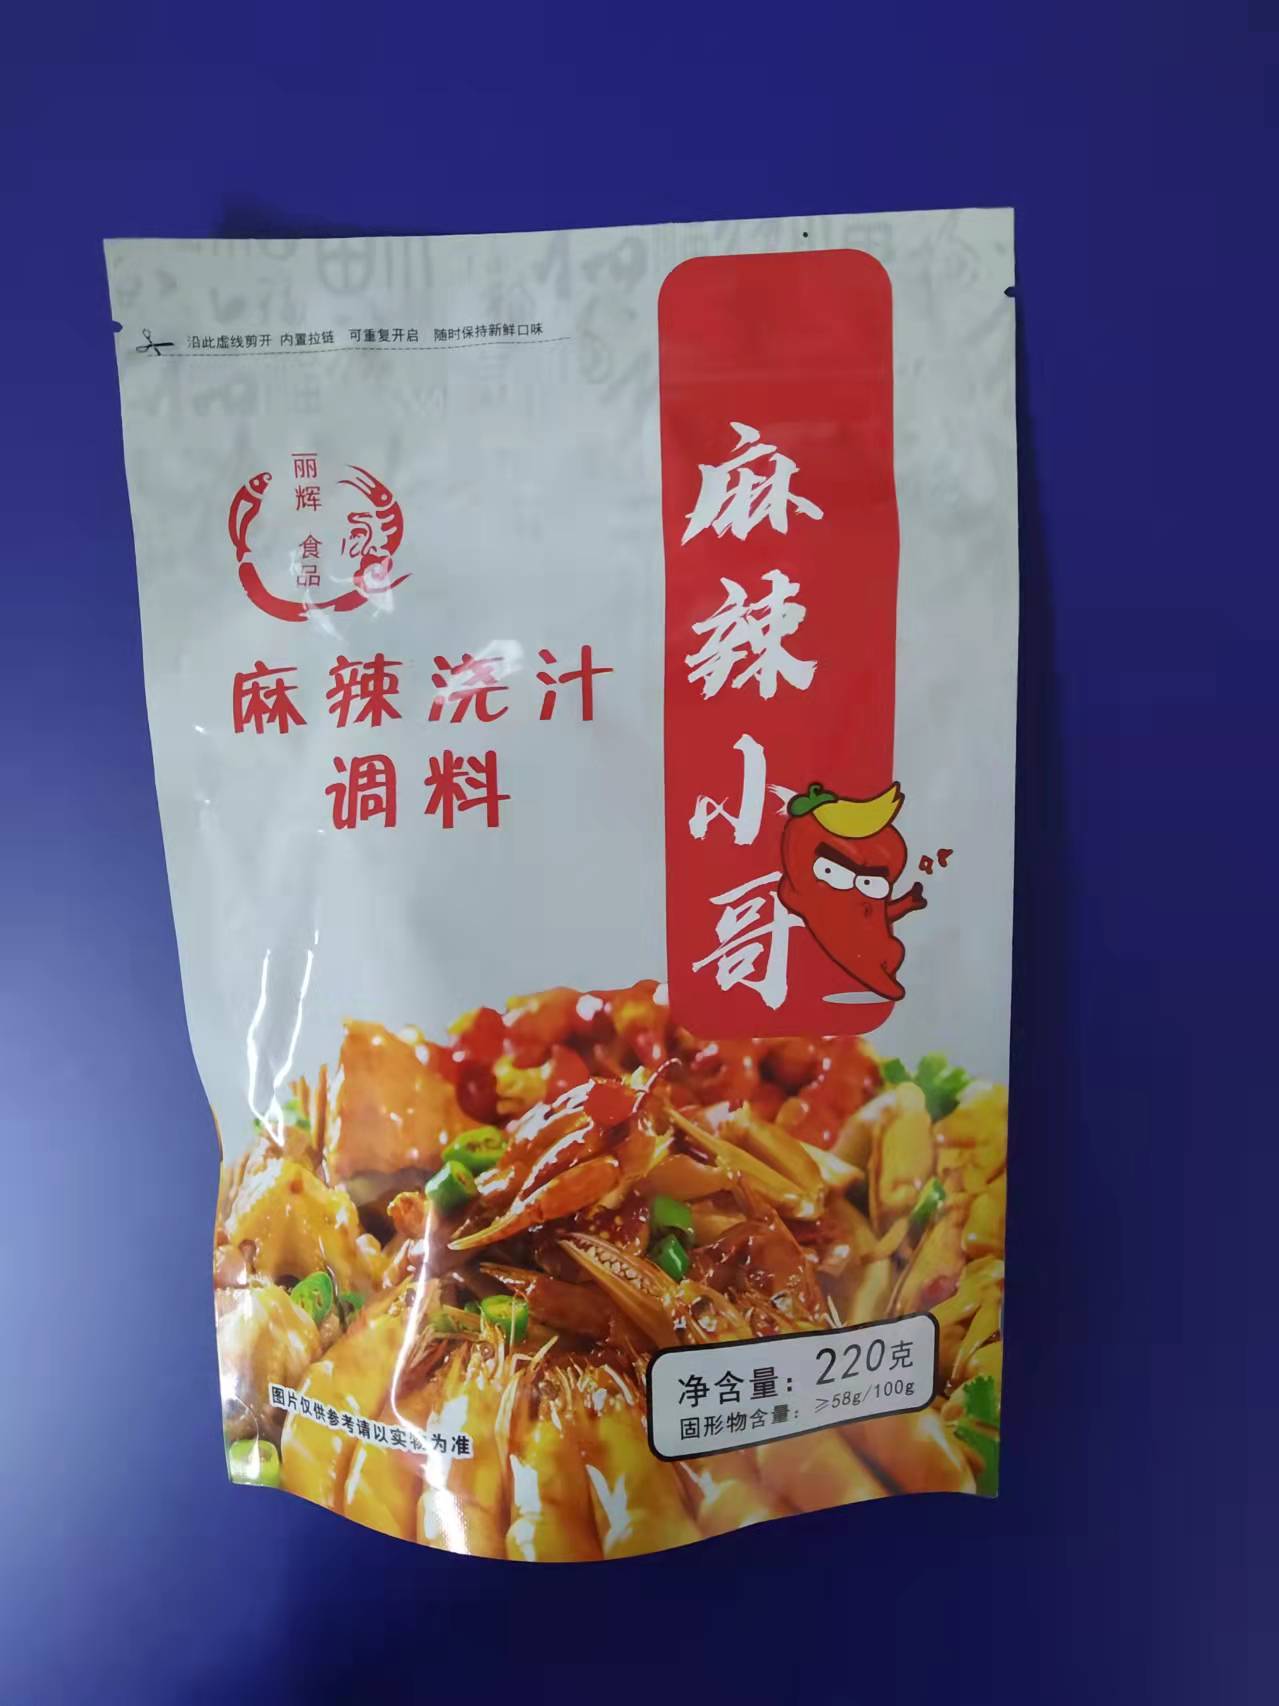 沿此虚线剪开 内置拉链 可重复开启 随时保持新鲜口味
丽辉
食品
麻辣浇汁
调料
麻辣小哥
净含量：220克
固形物含量：≥58g/100g
图片仅供参考请以实物为准